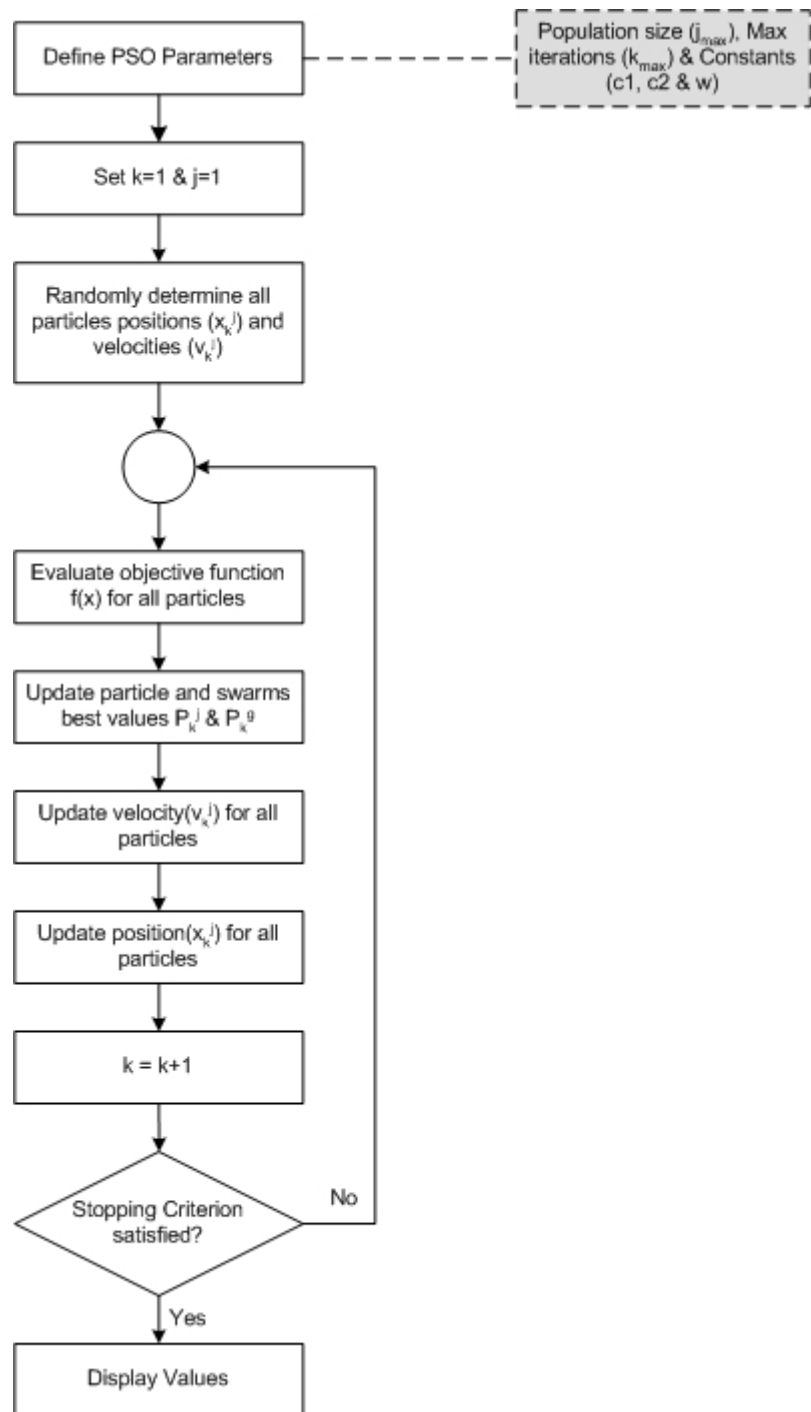 Define PSO Parameters
Population size (jmax), Max
iterations (kmax) & Constants
(c1, c2 & w)
Set k=1 & j=1
Randomly determine all
particles positions (xkj) and
velocities (vkj)
Evaluate objective function
f(x) for all particles
Update particle and swarms
best values Pkj & Pkg
Update velocity(vkj) for all
particles
Update position(xkj) for all
particles
k = k+1
Stopping Criterion
satisfied?
No
Yes
Display Values